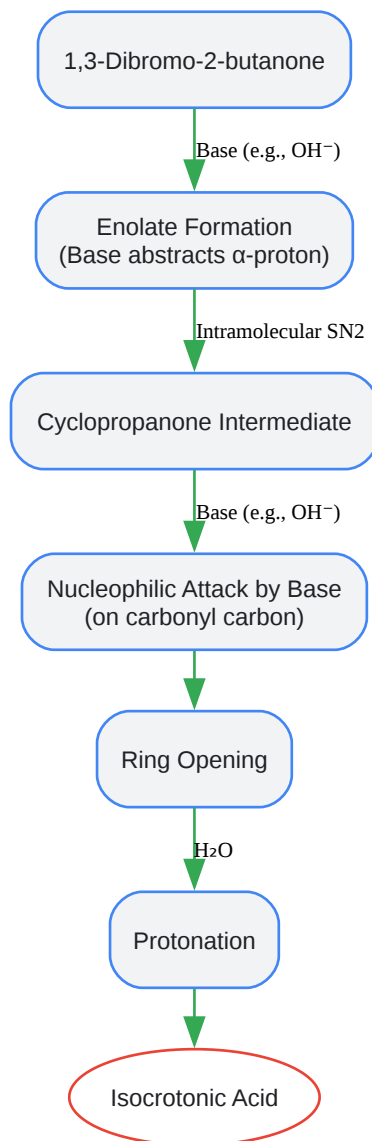 1,3-Dibromo-2-butanone
Base (e.g., OH⁻)
Enolate Formation
(Base abstracts α-proton)
Intramolecular SN2
Cyclopropanone Intermediate
Base (e.g., OH⁻)
Nucleophilic Attack by Base
(on carbonyl carbon)
Ring Opening
H₂O
Protonation
Isocrotonic Acid